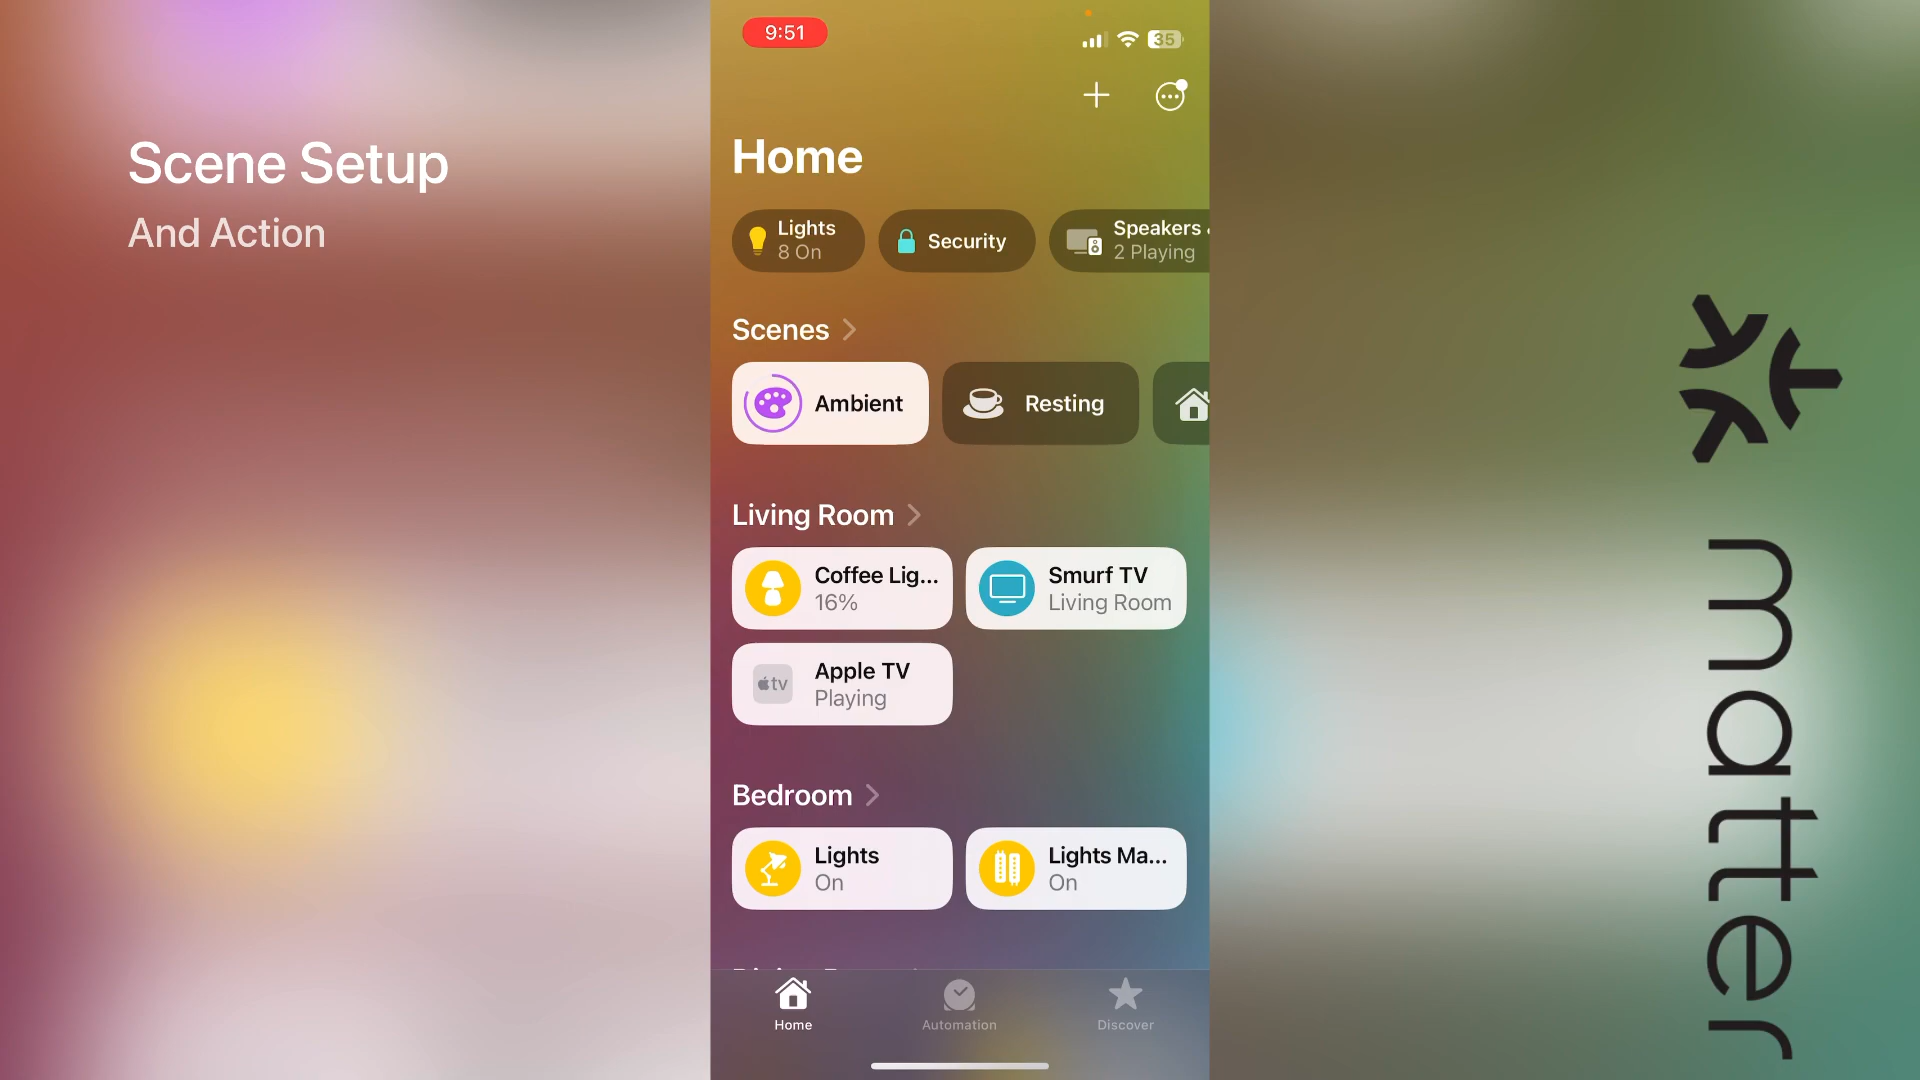 Scene Setup
And Action
9:51
35
Home
Lights
8 On
Security
Speakers
2 Playing
Scenes
Ambient
Resting
Living Room
Coffee Lig...
16%
Smurf TV
Living Room
tv
Apple TV
Playing
Bedroom
Lights
On
Lights Ma...
On
Home
Automation
Discover
matter